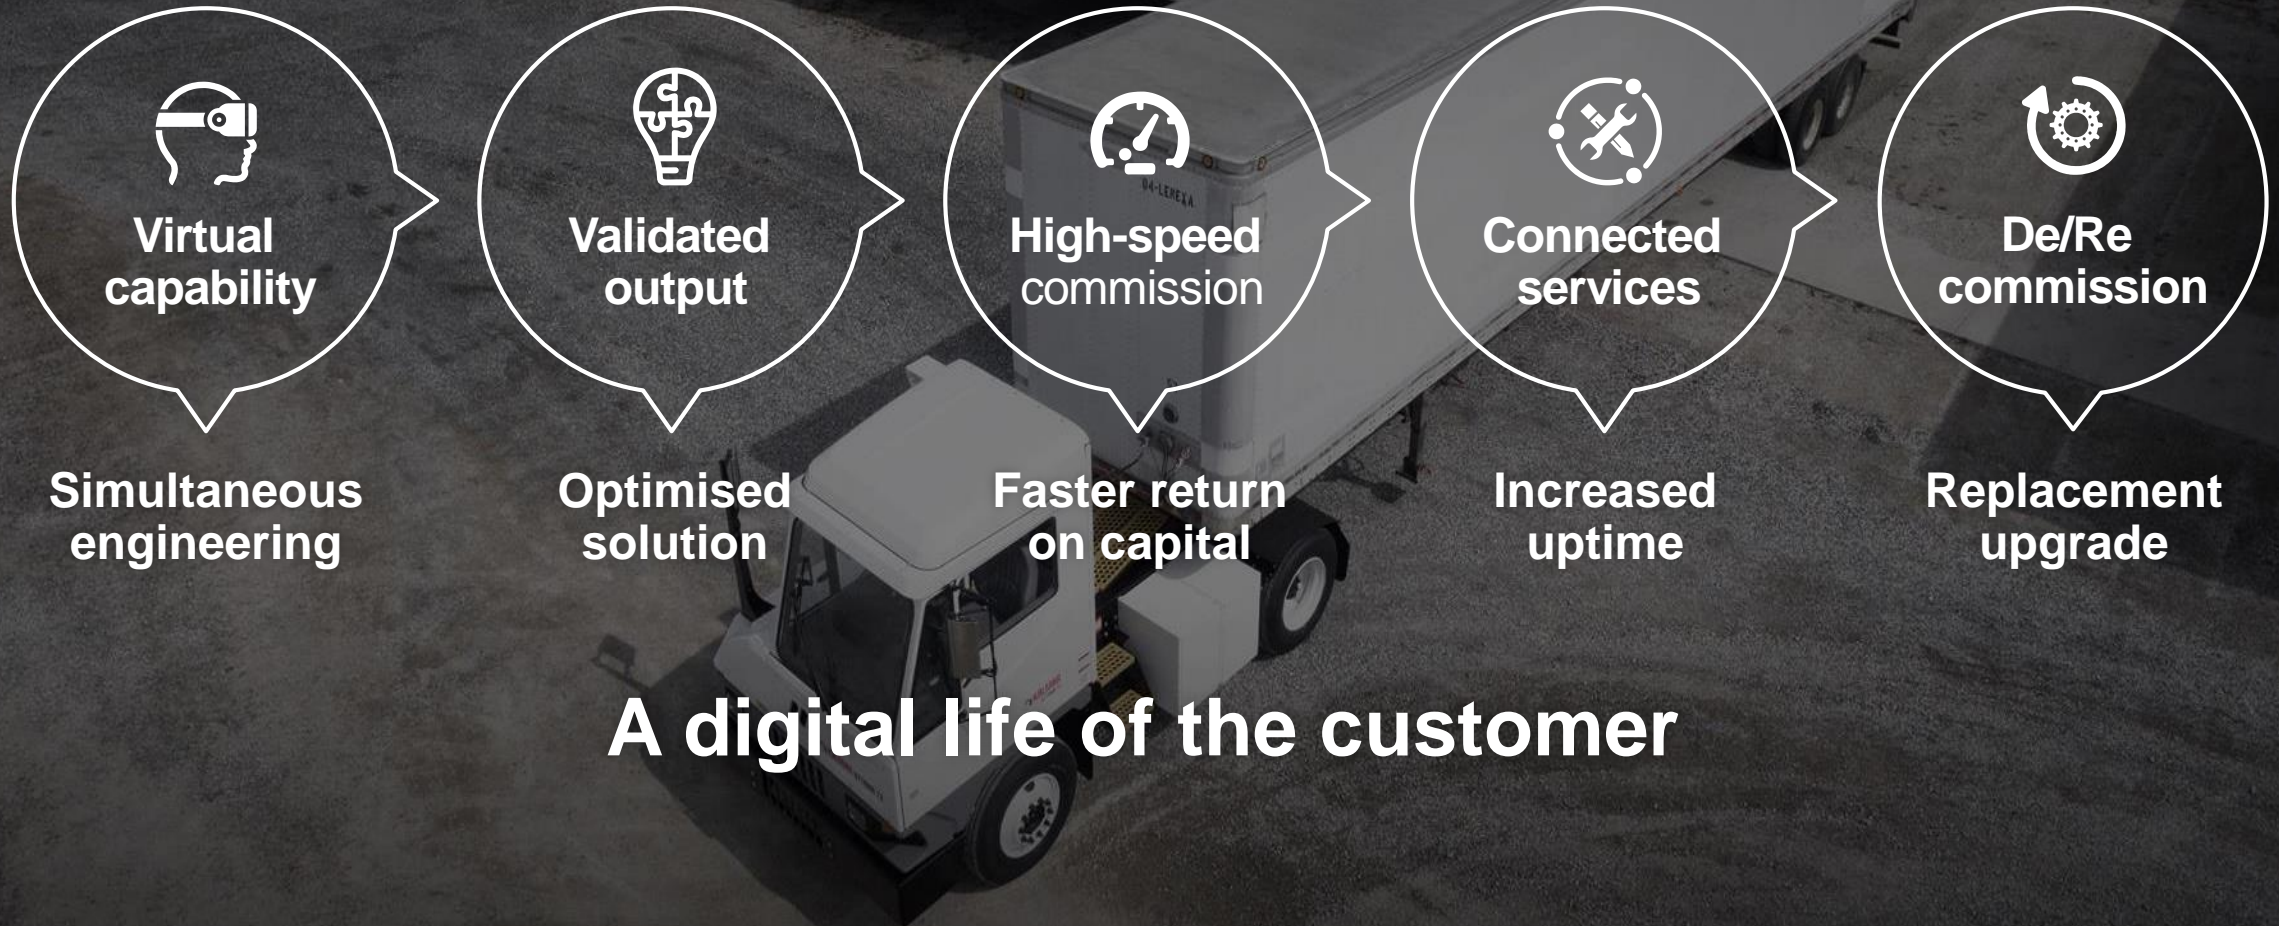 Virtual
capability
Validated
output
High-speed
commission
Connected
services
De/Re
commission
Simultaneous
engineering
Optimised
solution
Faster return
on capital
Increased
uptime
Replacement
upgrade
A digital life of the customer